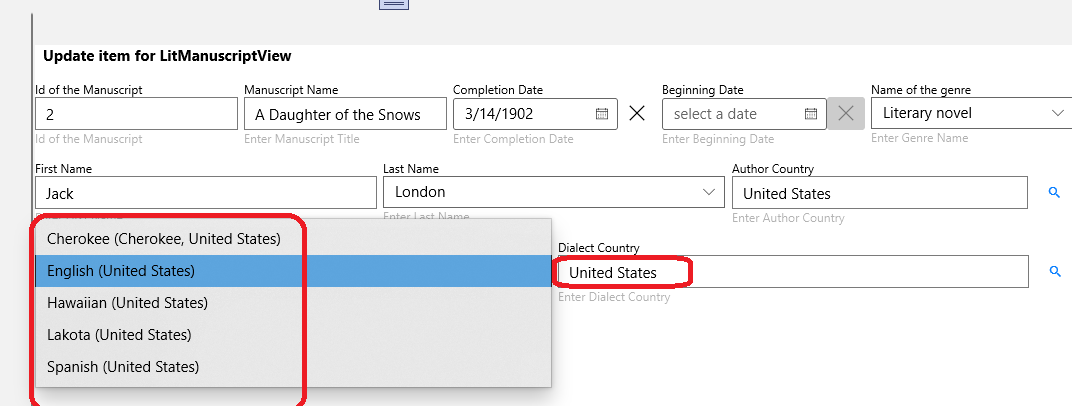 Update item for LitManuscriptView
Id of the Manuscript
Manuscript Name
Completion Date
Beginning Date
Name of the genre
2
A Daughter of the Snows
3/14/1902
select a date
Literary novel
Id of the Manuscript
Enter Manuscript Title
Enter Completion Date
Enter Beginning Date
Enter Genre Name
First Name
Last Name
Author Country
Jack
London
United States
Enter Last Name
Enter Author Country
Cherokee (Cherokee, United States)
English (United States)
Hawaiian (United States)
Lakota (United States)
Spanish (United States)
Dialect Country
United States
Enter Dialect Country